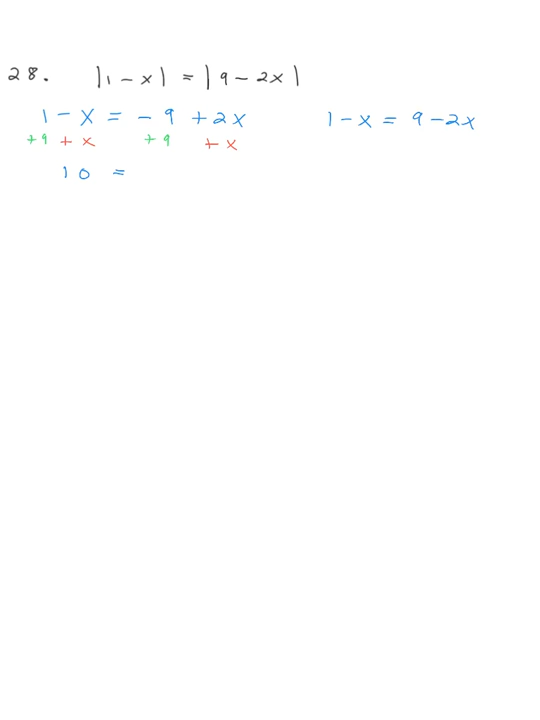 28. |1 - x| = |9 - 2x|
1 - x = - 9 + 2x 1 - x = 9 - 2x
+9 + x +9 + x
10 =